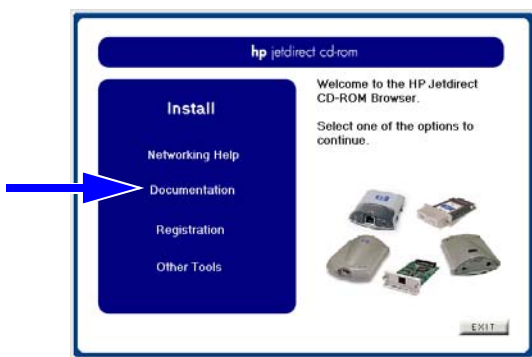 hp jetdirect cd-rom
Install
Networking Help
Documentation
Registration
Other Tools
Welcome to the HP Jetdirect
CD-ROM Browser.
Select one of the options to
continue.
EXIT